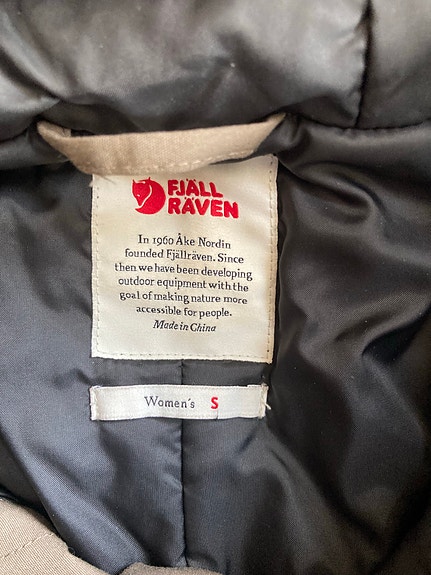 FJÄLL
RÄVEN
In 1960 Åke Nordin
founded Fjällräven. Since
then we have been developing
outdoor equipment with the
goal of making nature more
accessible for people.
Made in China
Women's S